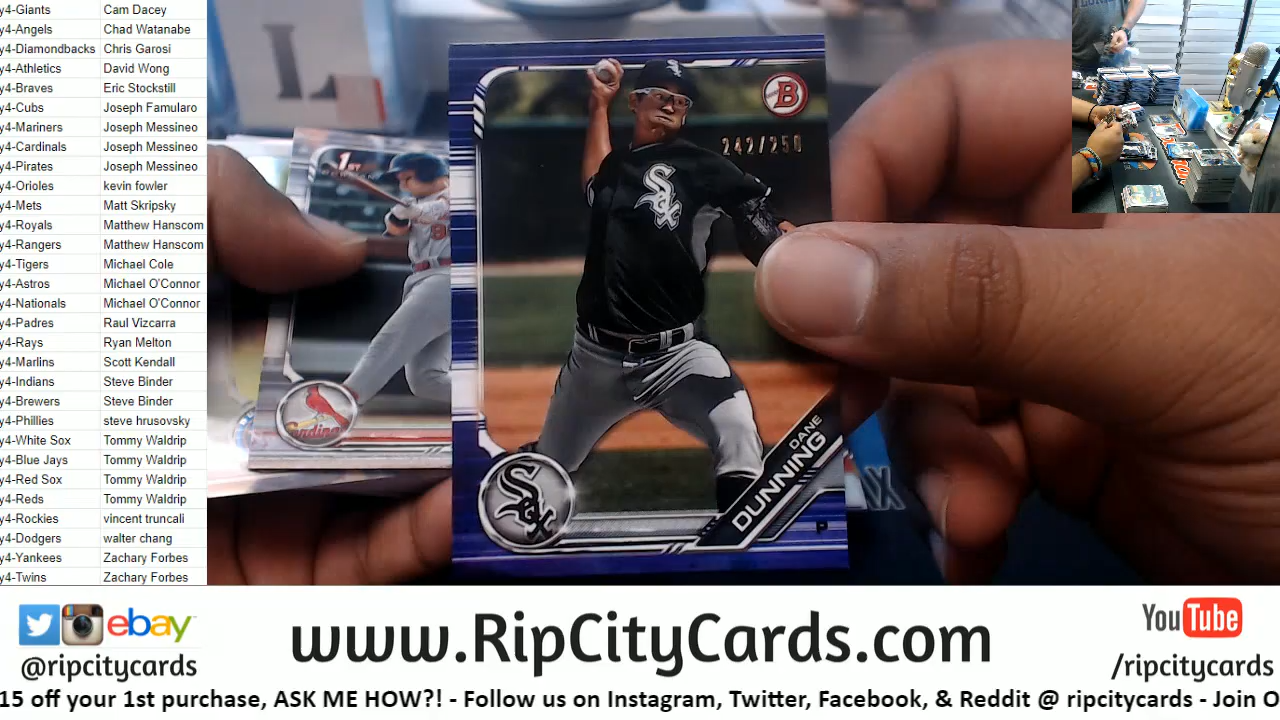 y4-Giants Cam Dacey
y4-Angels Chad Watanabe
y4-Diamondbacks Chris Garosi
y4-Athletics David Wong
y4-Braves Eric Stockstill
y4-Cubs Joseph Famularo
y4-Mariners Joseph Messineo
y4-Cardinals Joseph Messineo
y4-Pirates Joseph Messineo
y4-Orioles kevin fowler
y4-Mets Matt Skripsky
y4-Royals Matthew Hanscom
y4-Rangers Matthew Hanscom
y4-Tigers Michael Cole
y4-Astros Michael O'Connor
y4-Nationals Michael O'Connor
y4-Padres Raul Vizcarra
y4-Rays Ryan Melton
y4-Marlins Scott Kendall
y4-Indians Steve Binder
y4-Brewers Steve Binder
y4-Phillies steve hrusovsky
y4-White Sox Tommy Waldrip
y4-Blue Jays Tommy Waldrip
y4-Red Sox Tommy Waldrip
y4-Reds Tommy Waldrip
y4-Rockies vincent truncali
y4-Dodgers walter chang
y4-Yankees Zachary Forbes
y4-Twins Zachary Forbes
1st
B
242/250
Sox
Sox
DANE
DUNNING
P
ebay
@ripcitycards
www.RipCityCards.com
YouTube
/ripcitycards
15 off your 1st purchase, ASK ME HOW?! - Follow us on Instagram, Twitter, Facebook, & Reddit @ ripcitycards - Join O